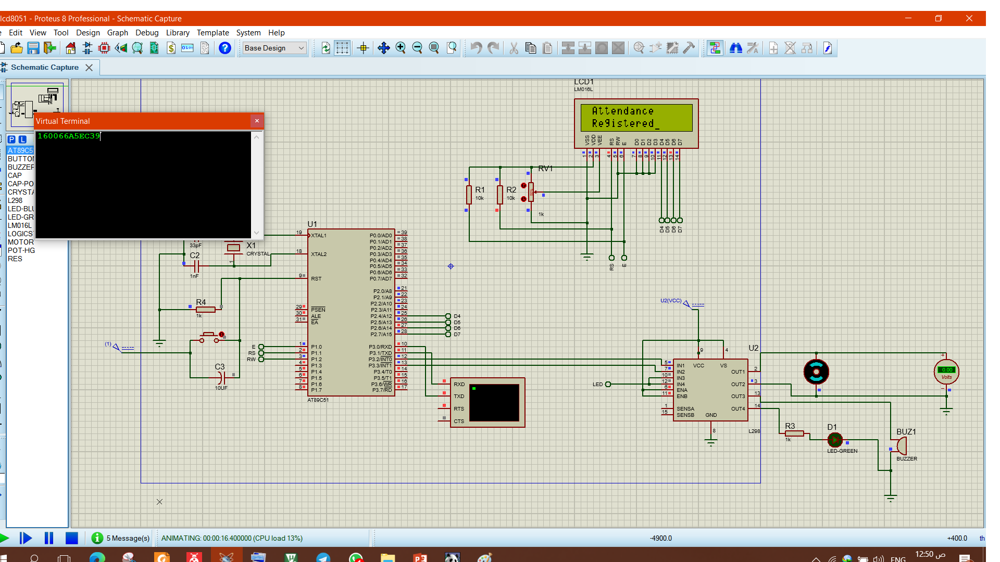 lcd8051 - Proteus 8 Professional - Schematic Capture
Edit View Tool Design Graph Debug Library Template System Help
Base Design
Schematic Capture
Virtual Terminal
160066A5EC39
P L
AT89C5
BUTTO
BUZZER
CAP
CAP-PO
CRYSTA
L298
LED-BLU
LED-GR
LM016L
LOGICS
MOTOR
POT-HG
RES
LCD1
LM016L
Attendance
Registered_
VSS VDD VEE RS RW E D0 D1 D2 D3 D4 D5 D6 D7
1 2 3 4 5 6 7 8 9 10 11 12 13 14
RV1
R1
10k
R2
10k
1k
D4 D5 D6 D7
RS E
33pF
C2
1nF
X1
CRYSTAL
1
R4
1k
(1)
C3
10UF
E
RS
RW
U1
19 XTAL1
18 XTAL2
9 RST
29 PSEN
30 ALE
31 EA
1 P1.0
2 P1.1
3 P1.2
4 P1.3
5 P1.4
6 P1.5
7 P1.6
8 P1.7
P0.0/AD0 39
P0.1/AD1 38
P0.2/AD2 37
P0.3/AD3 36
P0.4/AD4 35
P0.5/AD5 34
P0.6/AD6 33
P0.7/AD7 32
P2.0/A8 21
P2.1/A9 22
P2.2/A10 23
P2.3/A11 24
P2.4/A12 25
P2.5/A13 26
P2.6/A14 27
P2.7/A15 28
P3.0/RXD 10
P3.1/TXD 11
P3.2/INT0 12
P3.3/INT1 13
P3.4/T0 14
P3.5/T1 15
P3.6/WR 16
P3.7/RD 17
AT89C51
D4
D5
D6
D7
RXD
TXD
RTS
CTS
LED
U2(VCC)
U2
9 4
VCC VS
5 IN1
7 IN2
10 IN3
12 IN4
6 ENA
11 ENB
1 SENSA
15 SENSB
OUT1 2
OUT2 3
OUT3 13
OUT4 14
GND
8
L298
+
0.00
Volts
R3
1k
D1
LED-GREEN
BUZ1
BUZZER
5 Message(s)
ANIMATING: 00:00:16.400000 (CPU load 13%)
-4900.0
+400.0
th
ENG
12:50 ص